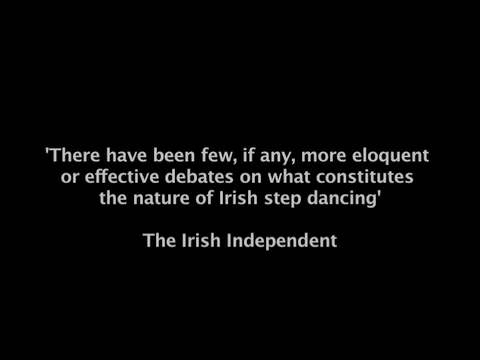 'There have been few, if any, more eloquent
or effective debates on what constitutes
the nature of Irish step dancing'
The Irish Independent